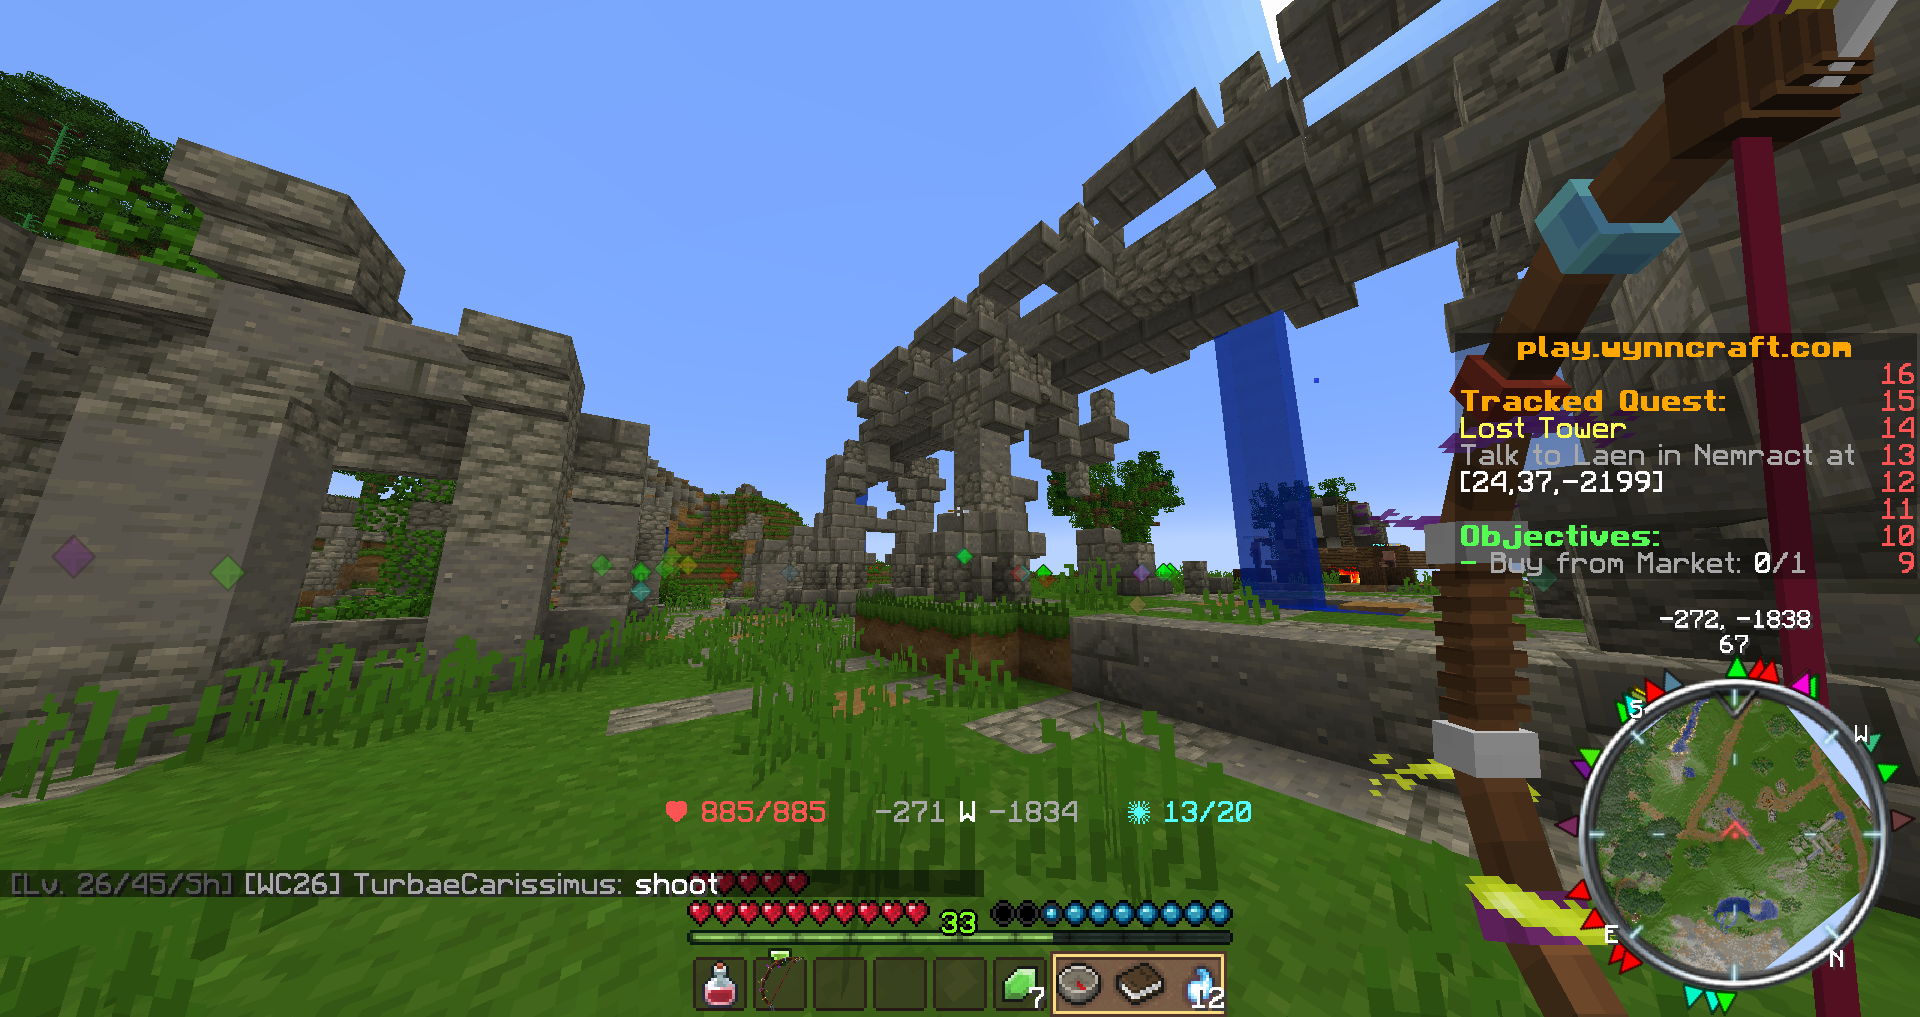 play.wynncraft.com
16
Tracked Quest: 15
Lost Tower 14
Talk to Laen in Nemract at 13
[24,37,-2199] 12
11
Objectives: 10
- Buy from Market: 0/1 9
-272, -1838
67
S
W
E
N
885/885 -271 W -1834 13/20
[Lv. 26/45/Sh] [WC26] TurbaeCarissimus: shoot
33
7
12